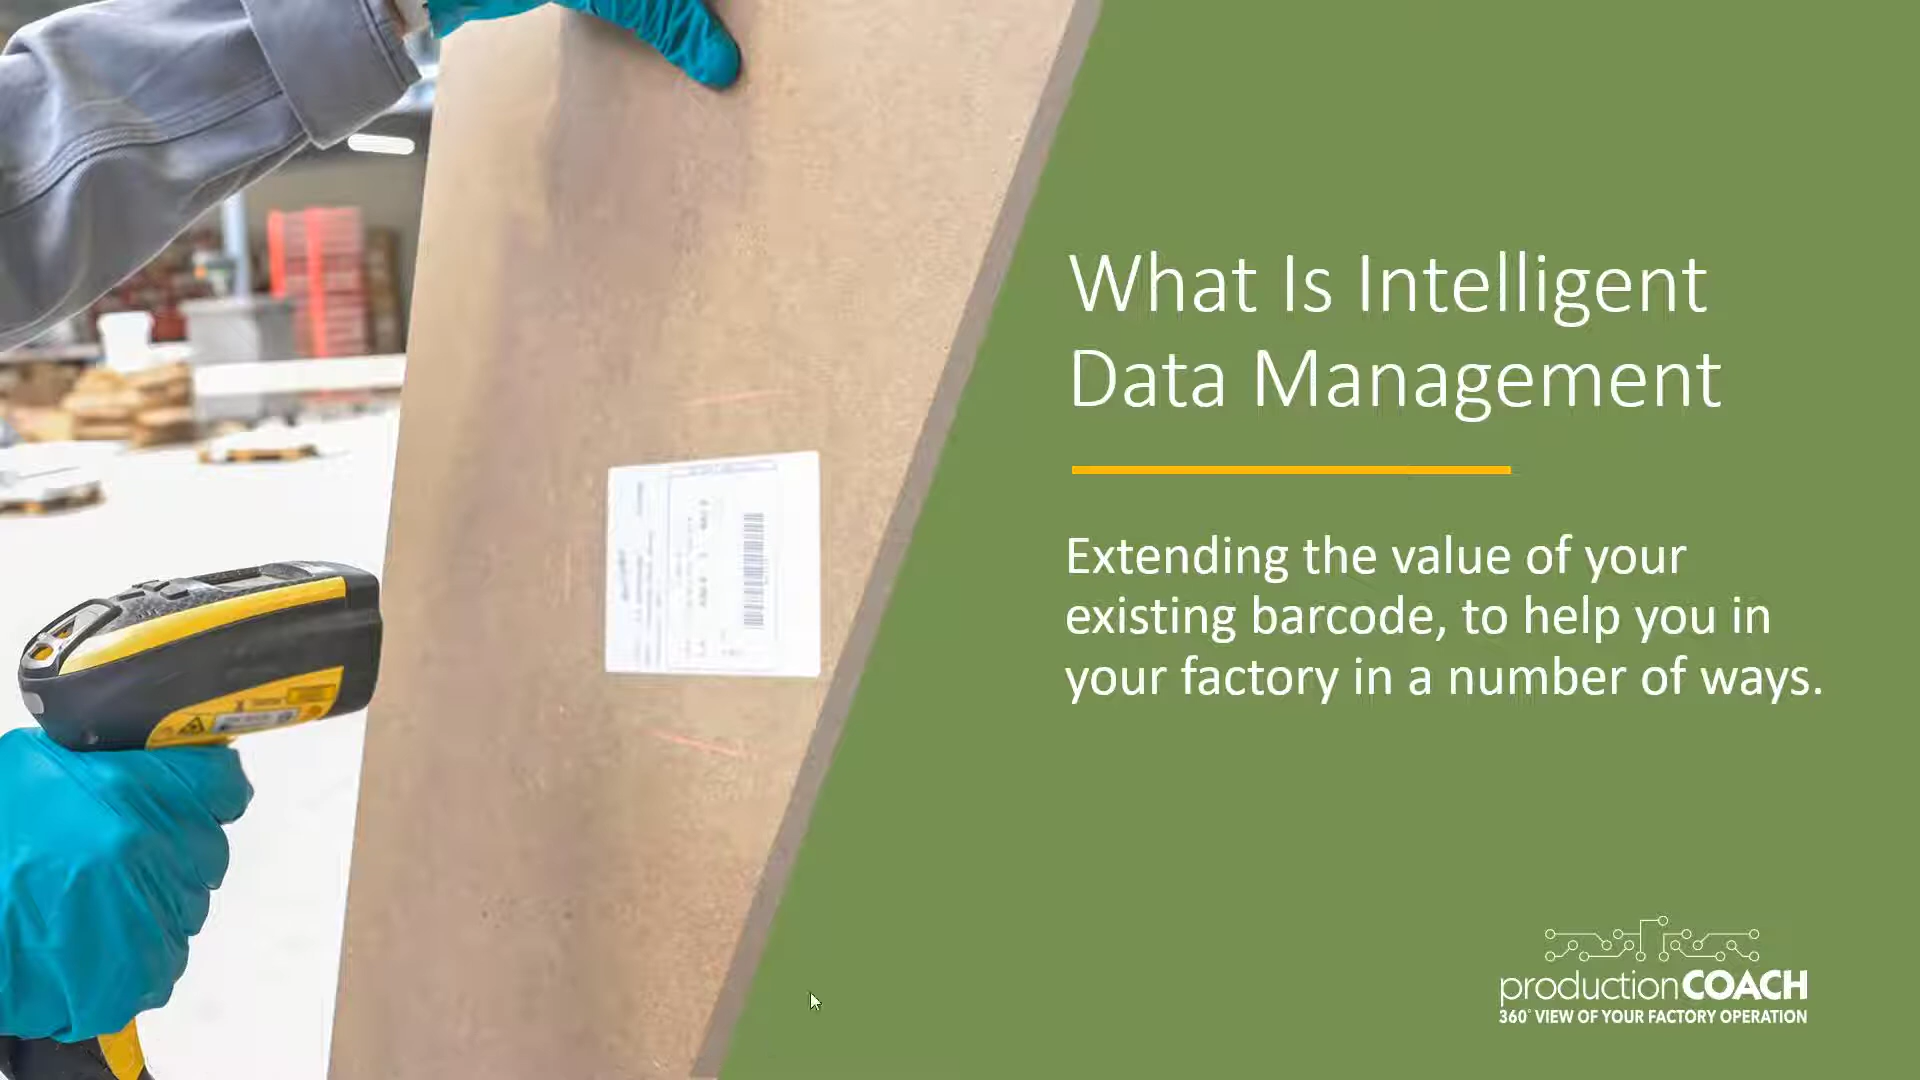 What Is Intelligent
Data Management
Extending the value of your
existing barcode, to help you in
your factory in a number of ways.
productionCOACH
360° VIEW OF YOUR FACTORY OPERATION